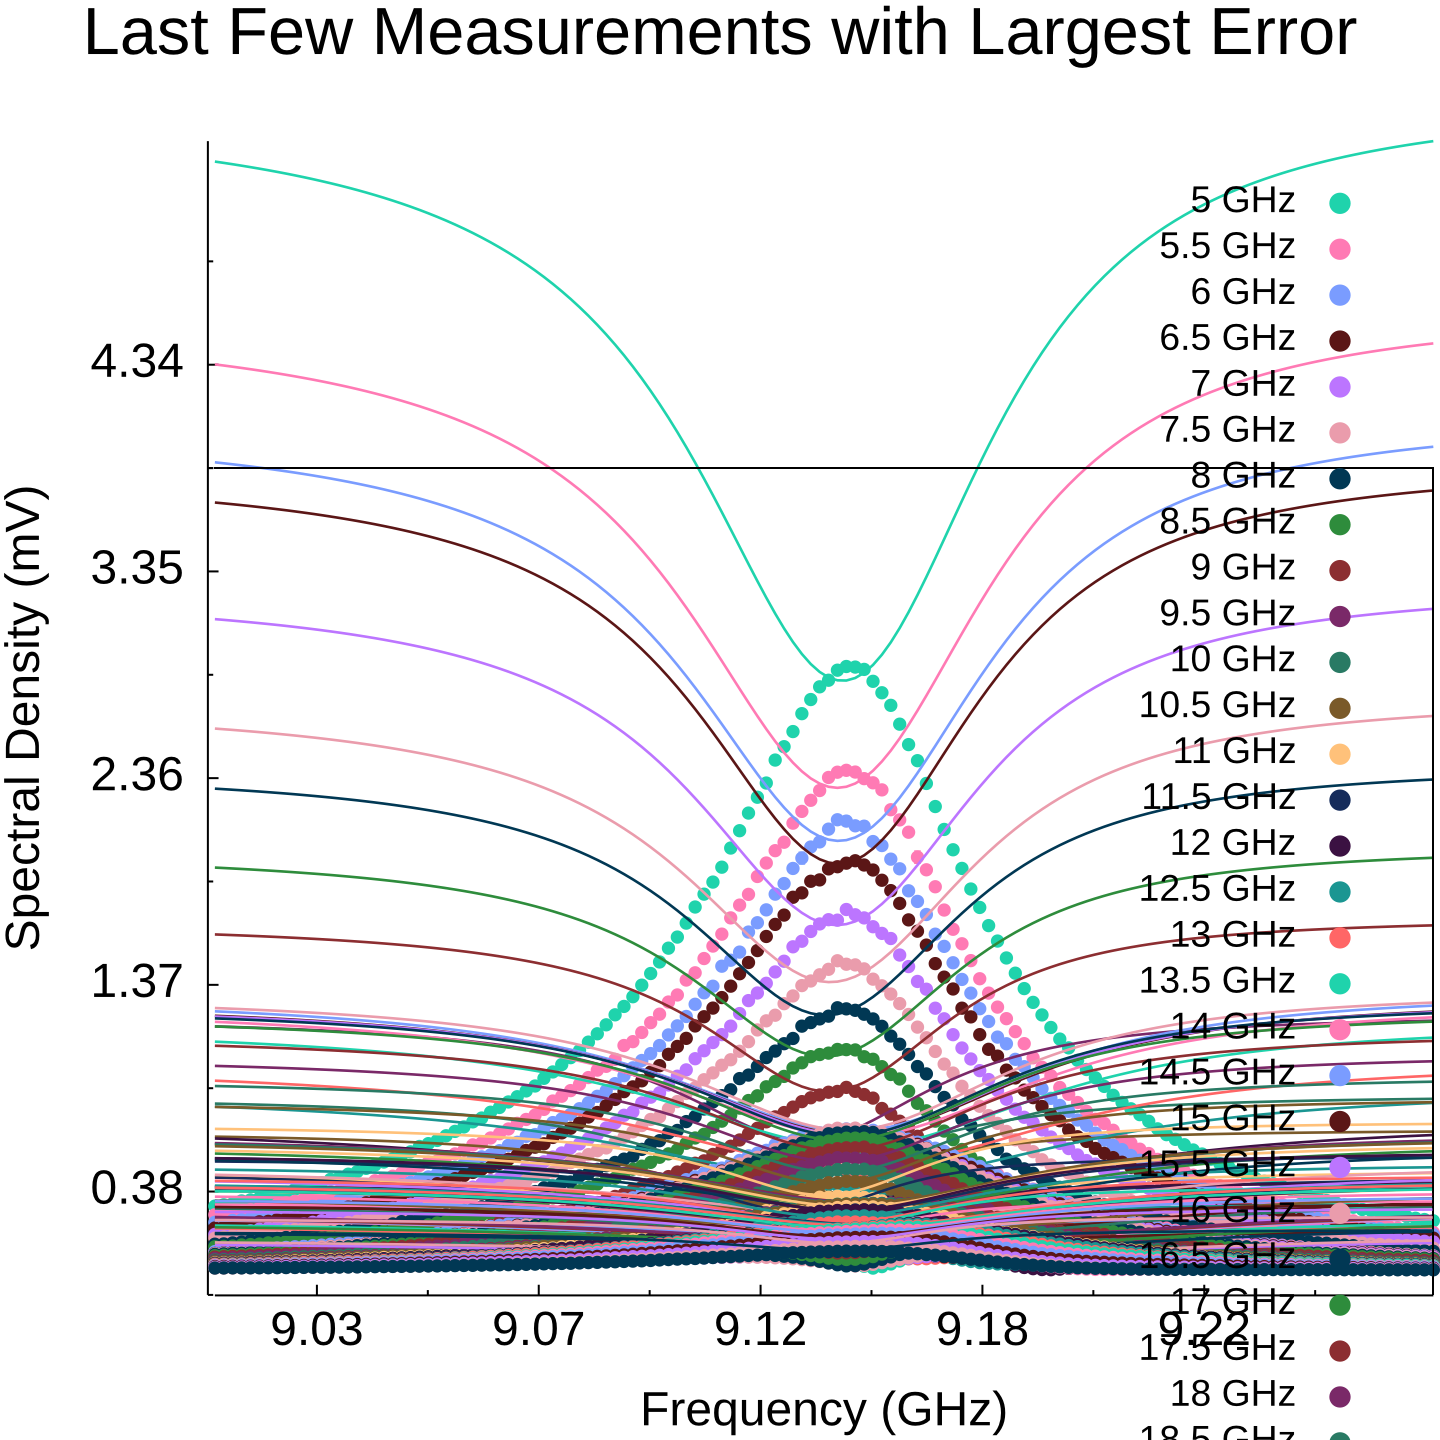 Last Few Measurements with Largest Error
Spectral Density (mV)
4.34
3.35
2.36
1.37
0.38
5 GHz
5.5 GHz
6 GHz
6.5 GHz
7 GHz
7.5 GHz
8 GHz
8.5 GHz
9 GHz
9.5 GHz
10 GHz
10.5 GHz
11 GHz
11.5 GHz
12 GHz
12.5 GHz
13 GHz
13.5 GHz
14 GHz
14.5 GHz
15 GHz
15.5 GHz
16 GHz
16.5 GHz
17 GHz
17.5 GHz
18 GHz
18.5 GHz
9.03 9.07 9.12 9.18 9.22
Frequency (GHz)